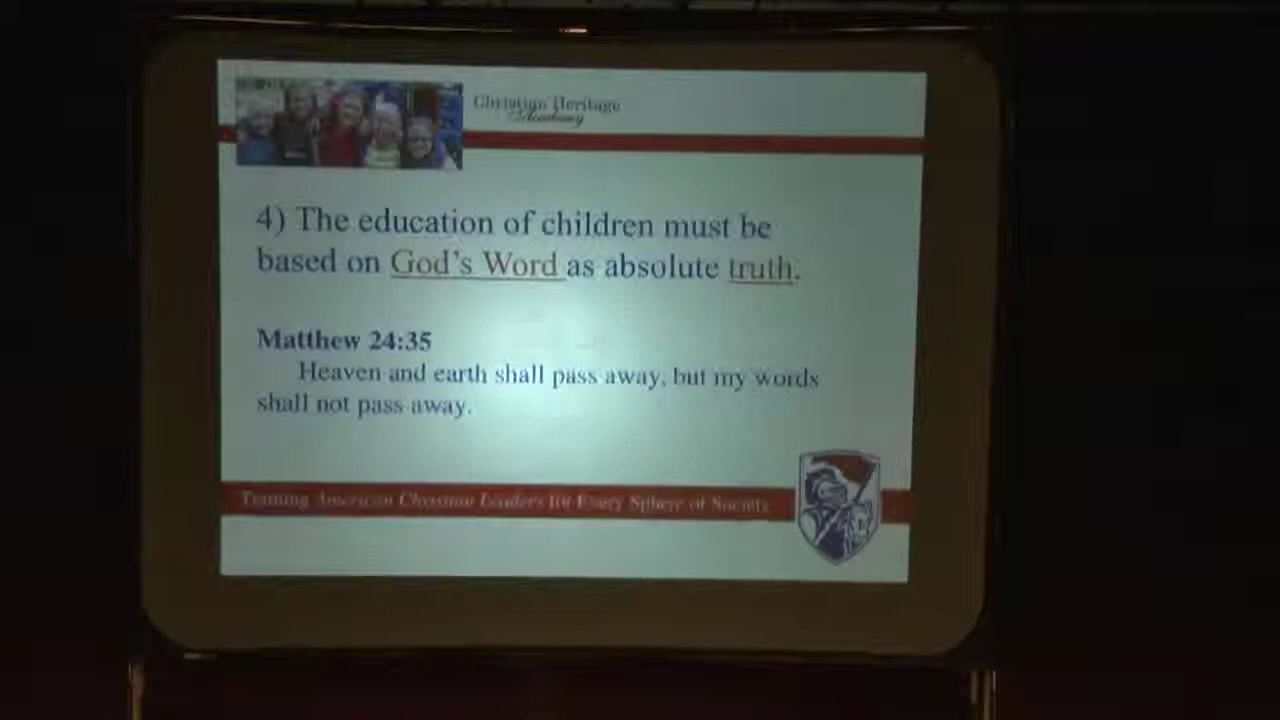 Christian Heritage
Academy
4) The education of children must be
based on God's Word as absolute truth.
Matthew 24:35
Heaven and earth shall pass away, but my words
shall not pass away.
Training American Christian Leaders for Every Sphere of Society